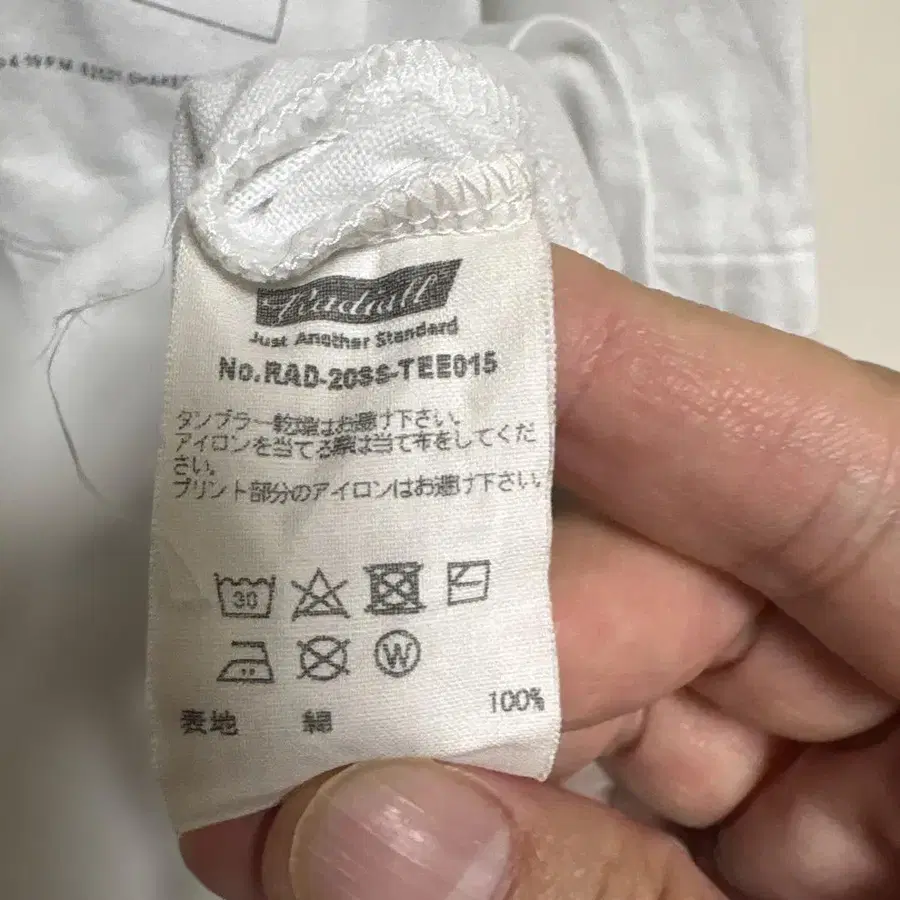 Radiall
Just Another Standard
No.RAD-20SS-TEE015
タンブラー乾燥はお避け下さい。
アイロンを当てる際は当て布をしてくだ
さい。
プリント部分のアイロンはお避け下さい。
30
W
表地 綿 100%